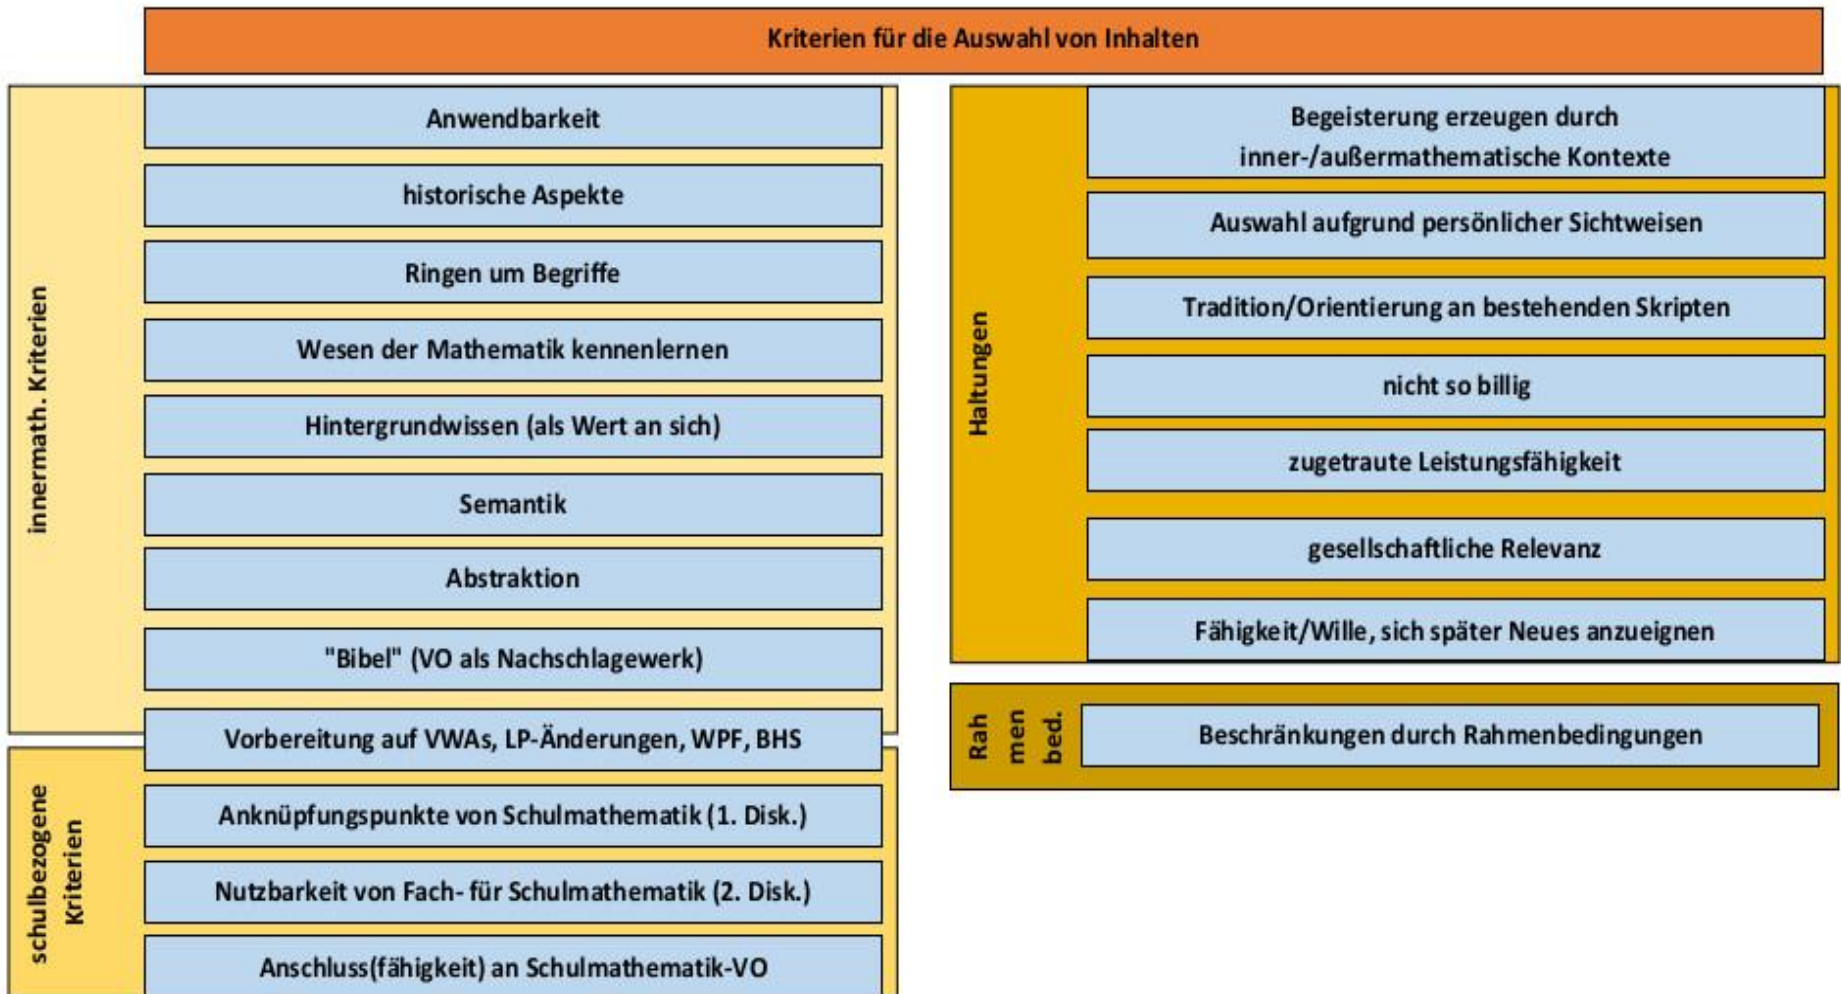 Kriterien für die Auswahl von Inhalten
innermath. Kriterien
Anwendbarkeit
historische Aspekte
Ringen um Begriffe
Wesen der Mathematik kennenlernen
Hintergrundwissen (als Wert an sich)
Semantik
Abstraktion
"Bibel" (VO als Nachschlagewerk)
Vorbereitung auf VWAs, LP-Änderungen, WPF, BHS
schulbezogene
Kriterien
Anknüpfungspunkte von Schulmathematik (1. Disk.)
Nutzbarkeit von Fach- für Schulmathematik (2. Disk.)
Anschluss(fähigkeit) an Schulmathematik-VO
Haltungen
Begeisterung erzeugen durch
inner-/außermathematische Kontexte
Auswahl aufgrund persönlicher Sichtweisen
Tradition/Orientierung an bestehenden Skripten
nicht so billig
zugetraute Leistungsfähigkeit
gesellschaftliche Relevanz
Fähigkeit/Wille, sich später Neues anzueignen
Rah
men
bed.
Beschränkungen durch Rahmenbedingungen